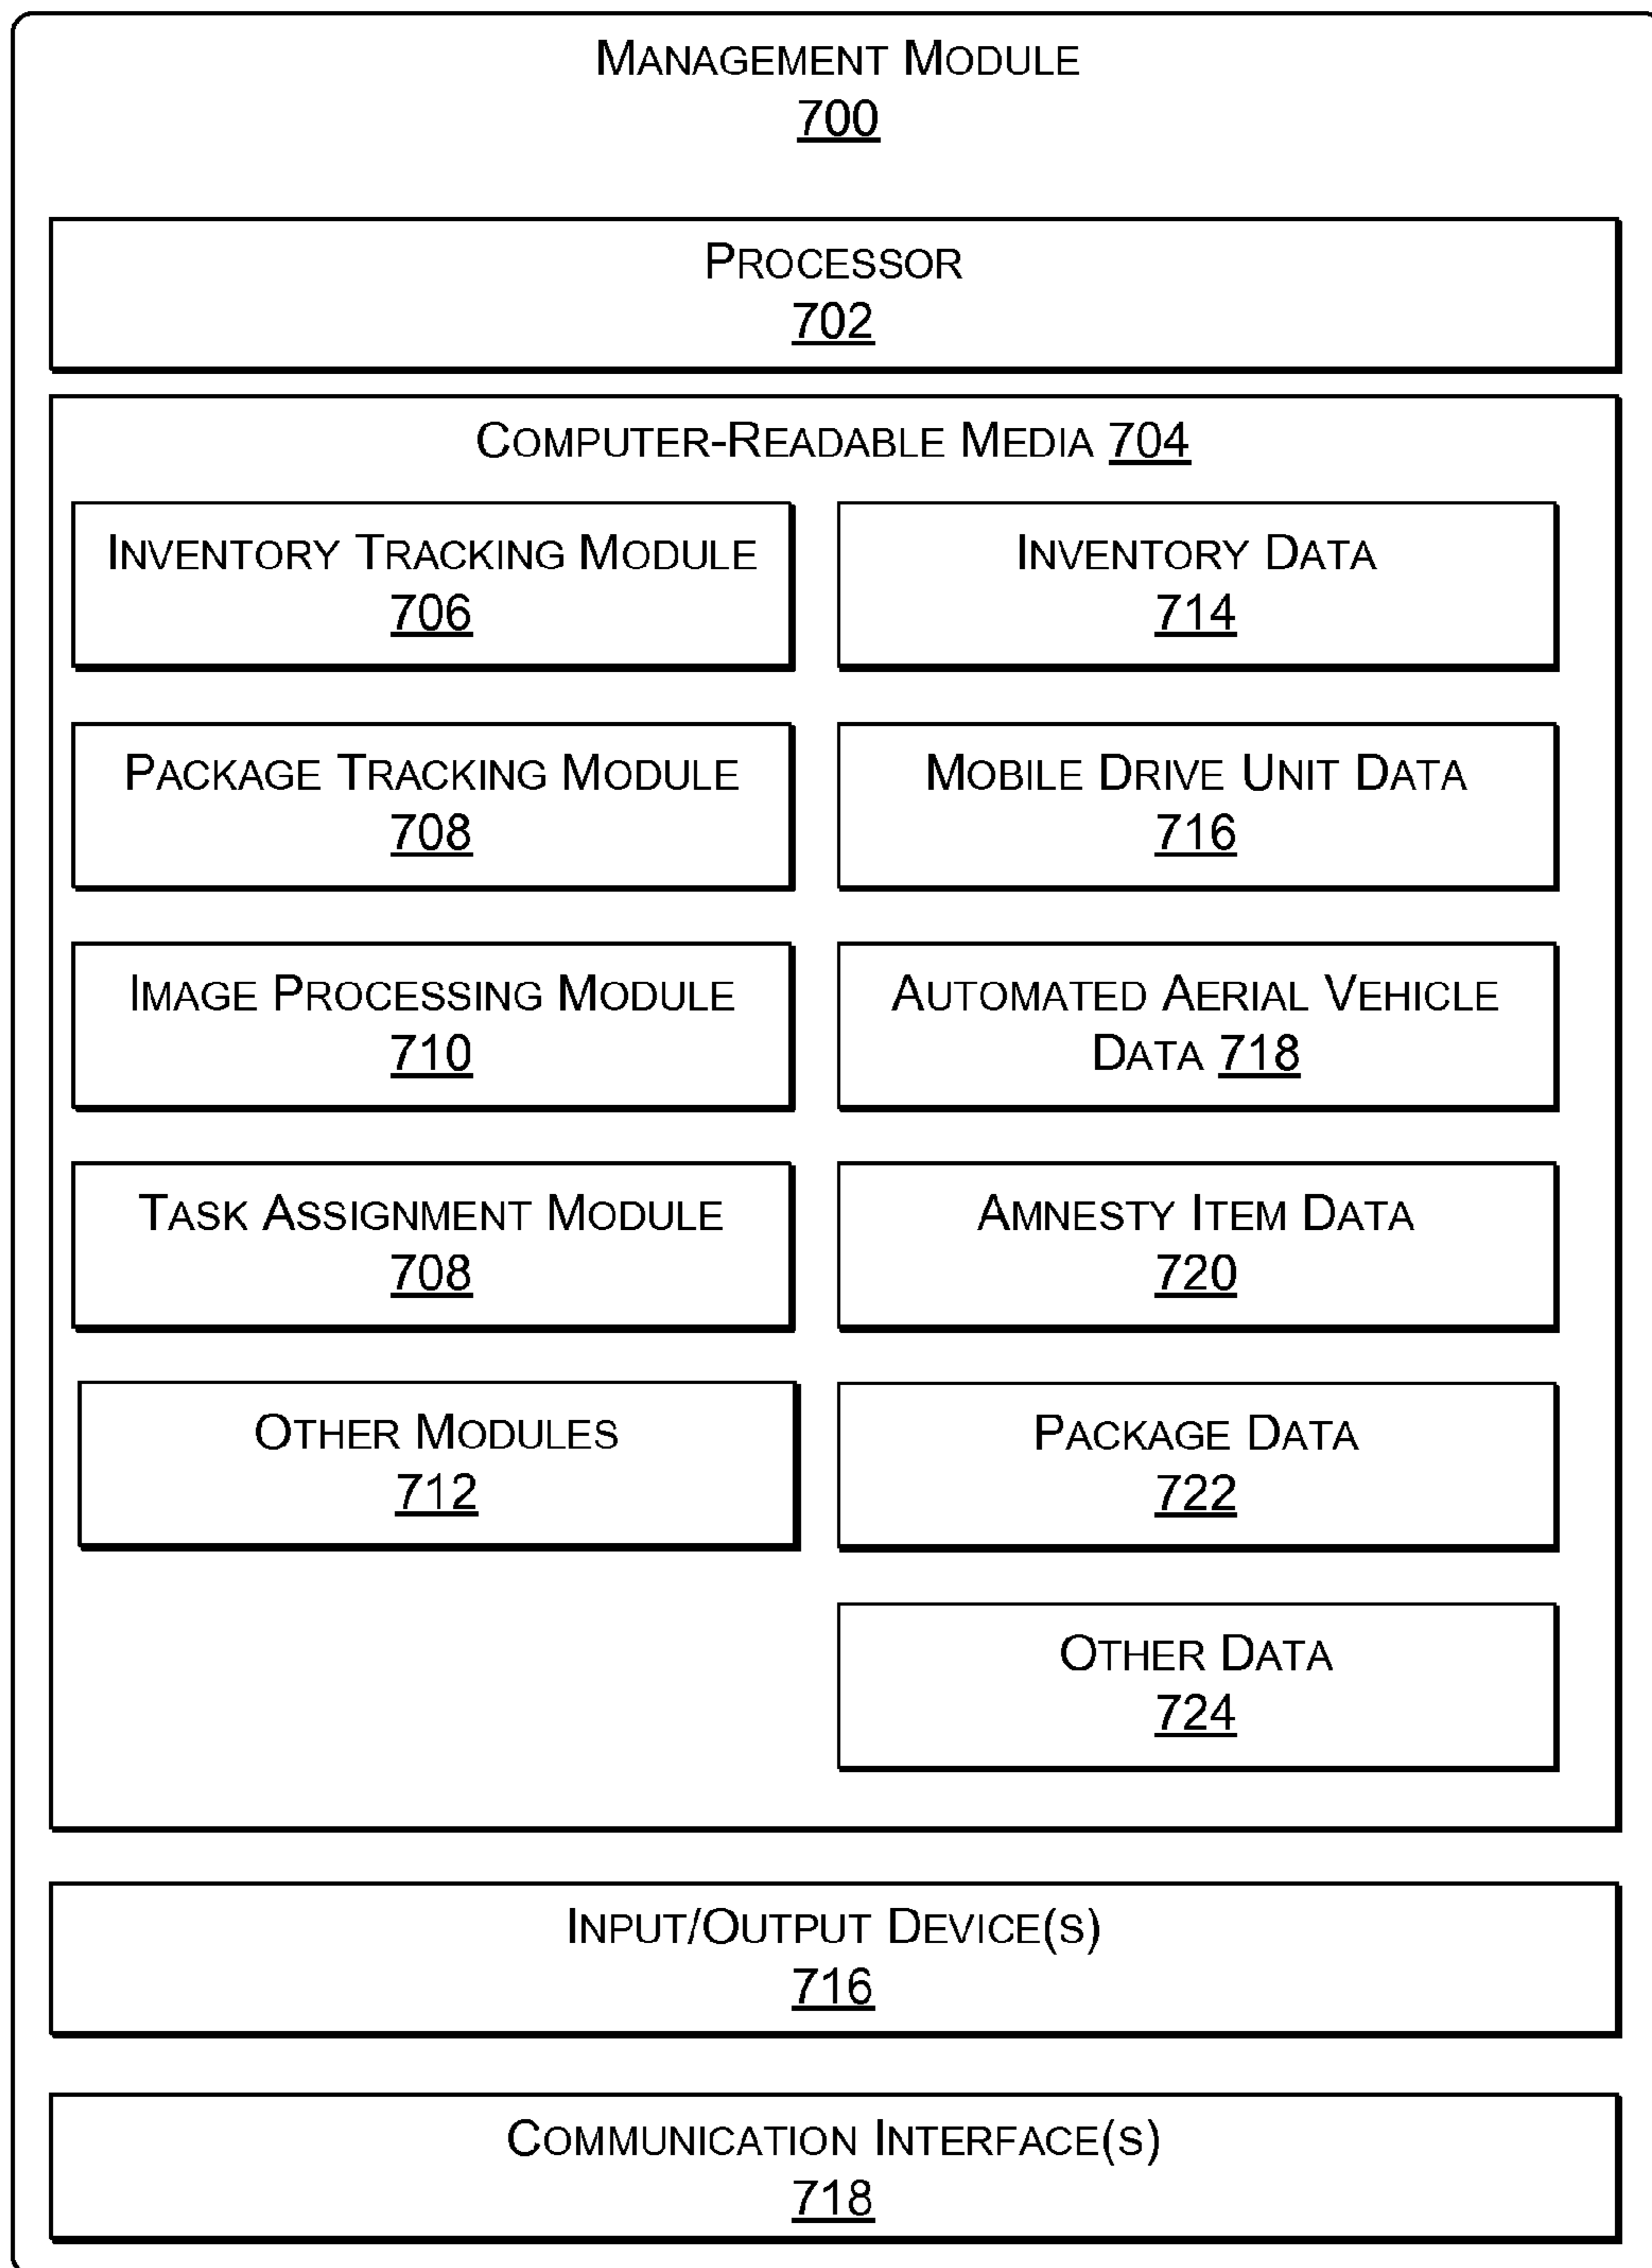 MANAGEMENT MODULE
700
PROCESSOR
702
COMPUTER-READABLE MEDIA 704
INVENTORY TRACKING MODULE
706
INVENTORY DATA
714
PACKAGE TRACKING MODULE
708
MOBILE DRIVE UNIT DATA
716
IMAGE PROCESSING MODULE
710
AUTOMATED AERIAL VEHICLE
DATA 718
TASK ASSIGNMENT MODULE
708
AMNESTY ITEM DATA
720
OTHER MODULES
712
PACKAGE DATA
722
OTHER DATA
724
INPUT/OUTPUT DEVICE(S)
716
COMMUNICATION INTERFACE(S)
718